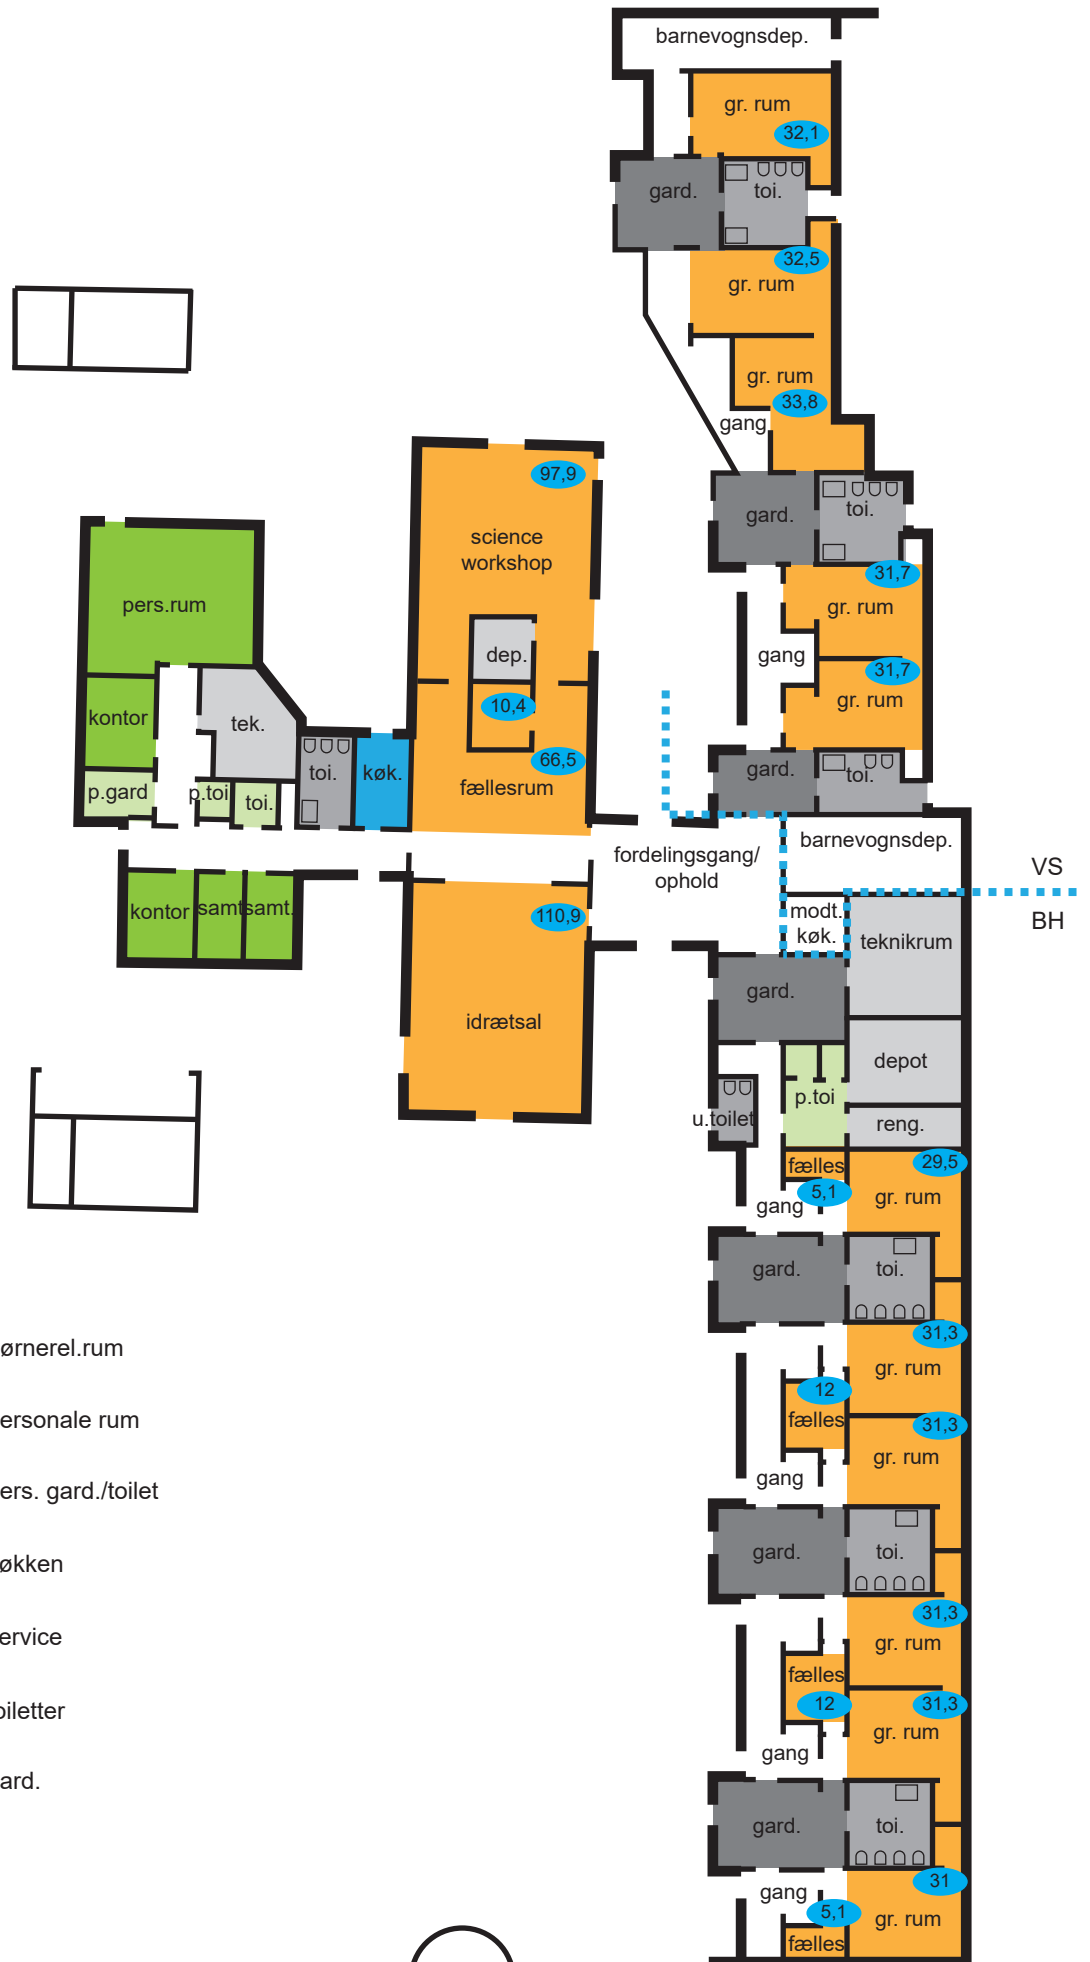 barnevognsdep.
gr. rum
32,1
gard.
toi.
32,5
gr. rum
gr. rum
33,8
gang
97,9
science
workshop
gard.
toi.
31,7
gr. rum
pers.rum
gang
dep.
31,7
gr. rum
10,4
kontor
tek.
66,5
toi.
køk.
fællesrum
gard.
toi.
p.gard
p.toi
toi.
barnevognsdep.
fordelingsgang/
ophold
VS
BH
kontor
samt.
samt.
110,9
modt.
køk.
teknikrum
gard.
idrætsal
depot
p.toi
u.toilet
reng.
fælles
29,5
5,1
gr. rum
gang
gard.
toi.
31,3
gr. rum
ørnerel.rum
12
fælles
31,3
ersonale rum
gr. rum
gang
ers. gard./toilet
gard.
toi.
økken
31,3
gr. rum
ervice
fælles
12
31,3
oiletter
gr. rum
gang
ard.
gard.
toi.
31
gang
5,1
gr. rum
fælles